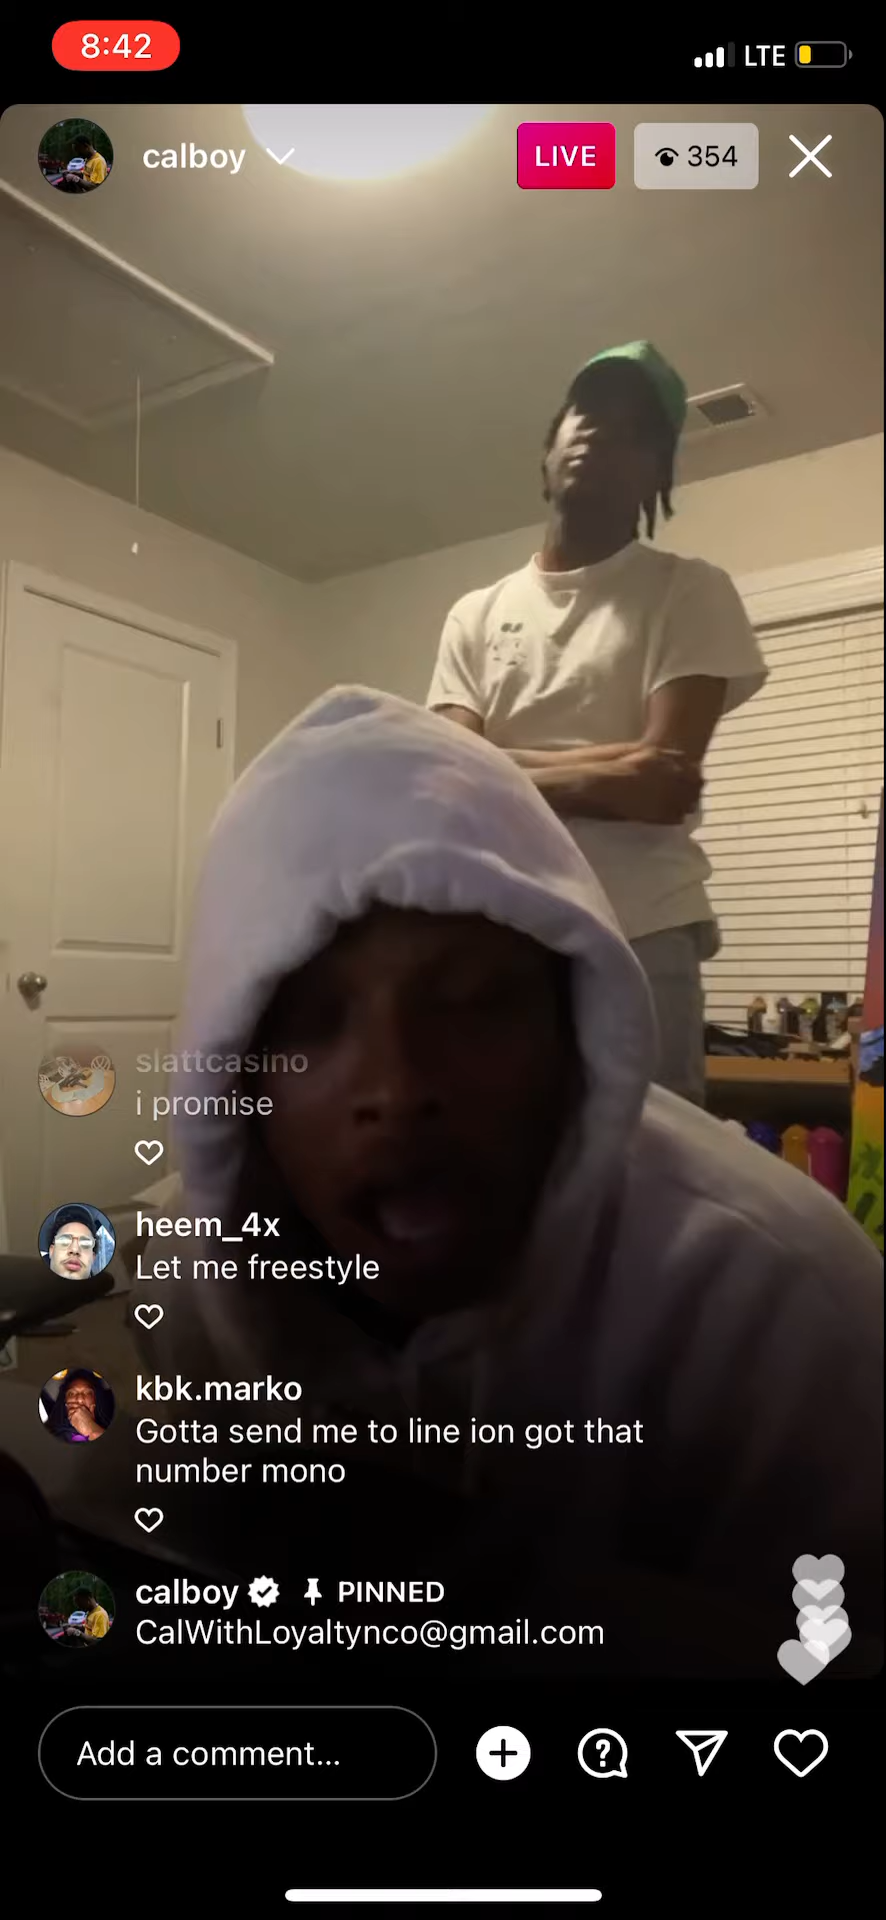 8:42
LTE
calboy
LIVE
354
slattcasino
i promise
heem_4x
Let me freestyle
kbk.marko
Gotta send me to line ion got that
number mono
calboy PINNED
CalWithLoyaltynco@gmail.com
Add a comment...